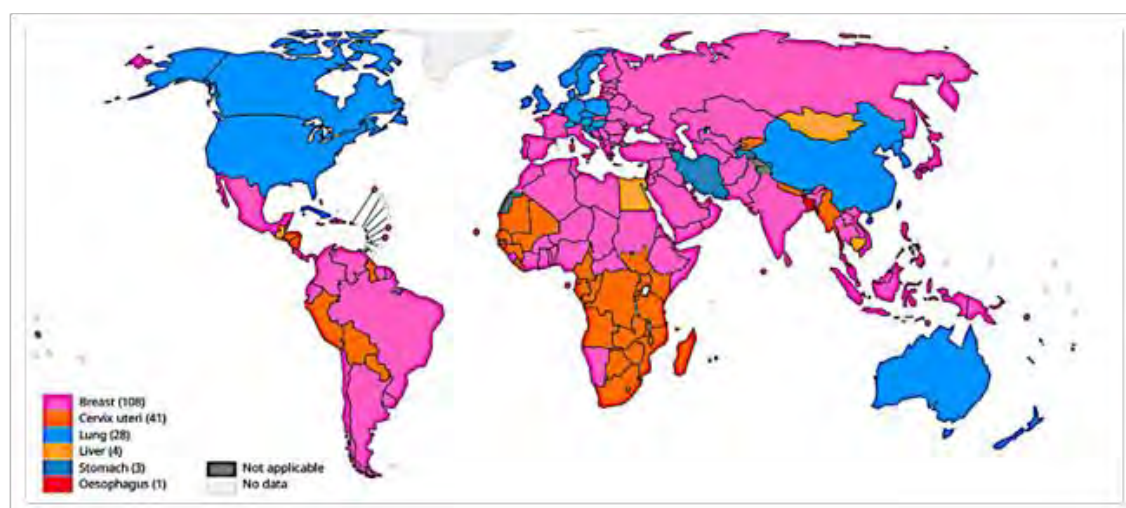 Breast (108)
Cervix uteri (41)
Lung (28)
Liver (4)
Stomach (3)
Oesophagus (1)
Not applicable
No data